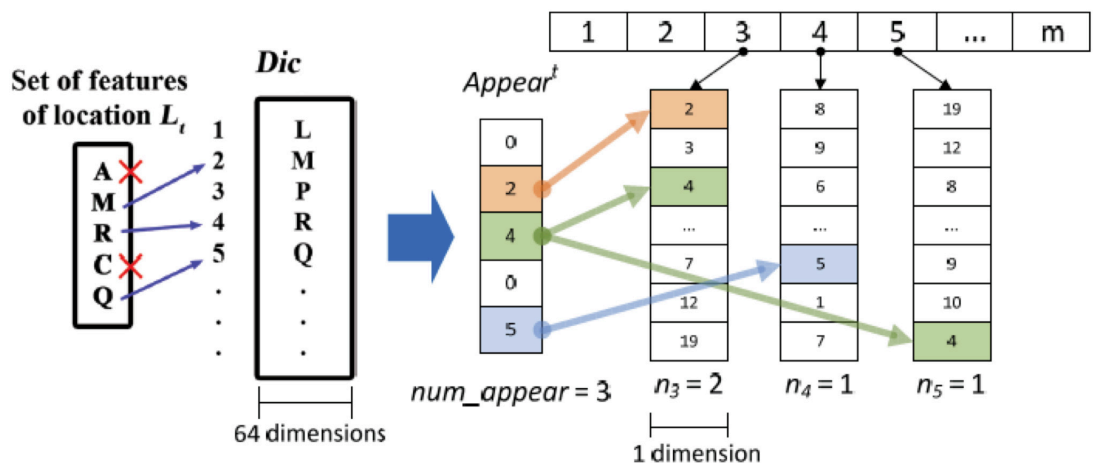 Set of features
of location L_t
A
M
R
C
Q
1
2
3
4
5
.
.
.
Dic
L
M
P
R
Q
.
.
.
64 dimensions
Appear^t
0
2
4
0
5
num_appear = 3
1 2 3 4 5 ... m
2
3
4
...
7
12
19
n_3 = 2
1 dimension
8
9
6
...
5
1
7
n_4 = 1
19
12
8
...
9
10
4
n_5 = 1